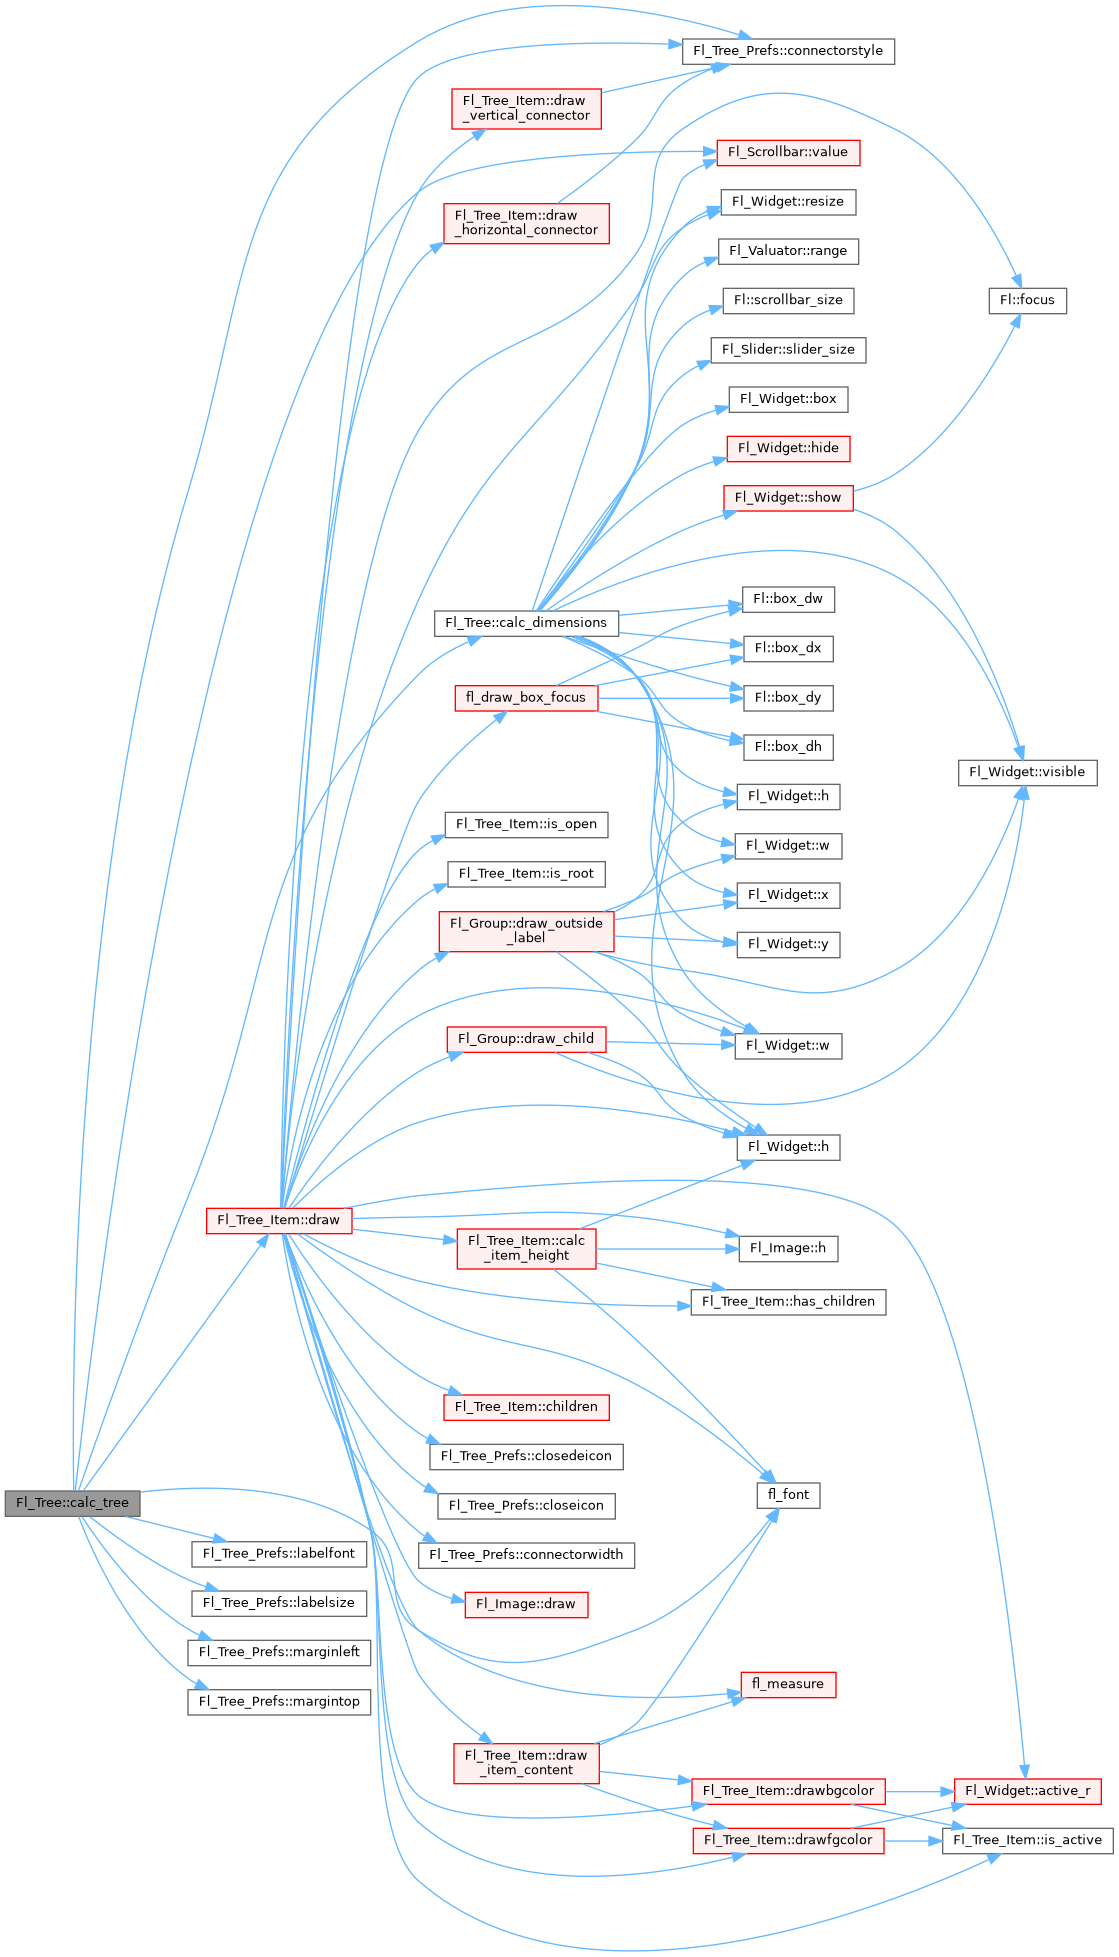 Fl_Tree_Prefs::connectorstyle
Fl_Tree_Item::draw
_vertical_connector
Fl_Scrollbar::value
Fl_Widget::resize
Fl_Tree_Item::draw
_horizontal_connector
Fl_Valuator::range
Fl::scrollbar_size
Fl::focus
Fl_Slider::slider_size
Fl_Widget::box
Fl_Widget::hide
Fl_Widget::show
Fl::box_dw
Fl_Tree::calc_dimensions
Fl::box_dx
fl_draw_box_focus
Fl::box_dy
Fl::box_dh
Fl_Widget::visible
Fl_Widget::h
Fl_Tree_Item::is_open
Fl_Widget::w
Fl_Tree_Item::is_root
Fl_Widget::x
Fl_Group::draw_outside
_label
Fl_Widget::y
Fl_Group::draw_child
Fl_Widget::w
Fl_Widget::h
Fl_Tree_Item::draw
Fl_Tree_Item::calc
_item_height
Fl_Image::h
Fl_Tree_Item::has_children
Fl_Tree_Item::children
Fl_Tree_Prefs::closedeicon
fl_font
Fl_Tree::calc_tree
Fl_Tree_Prefs::closeicon
Fl_Tree_Prefs::labelfont
Fl_Tree_Prefs::connectorwidth
Fl_Tree_Prefs::labelsize
Fl_Image::draw
Fl_Tree_Prefs::marginleft
fl_measure
Fl_Tree_Prefs::margintop
Fl_Tree_Item::draw
_item_content
Fl_Tree_Item::drawbgcolor
Fl_Widget::active_r
Fl_Tree_Item::drawfgcolor
Fl_Tree_Item::is_active